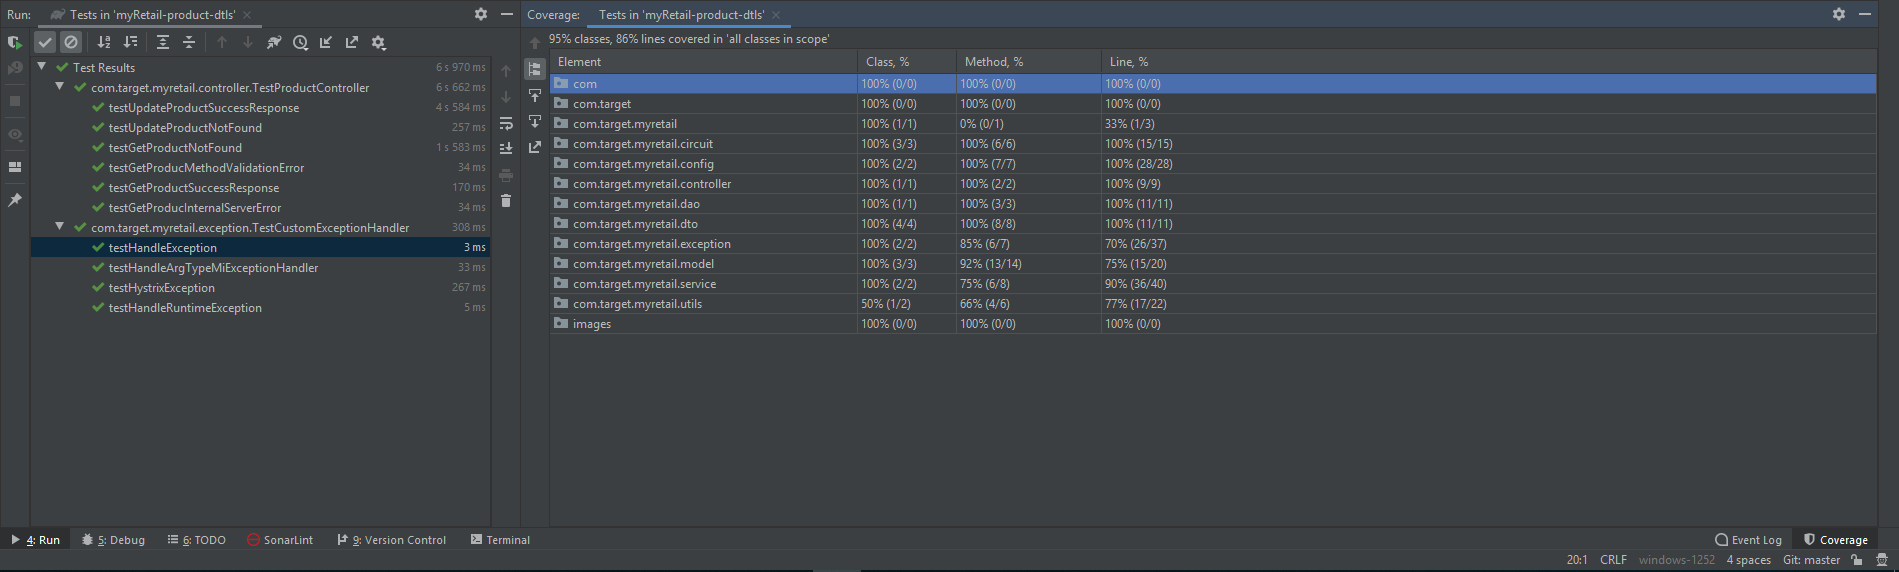 Run: Tests in 'myRetail-product-dtls' ×
Test Results 6 s 970 ms
com.target.myretail.controller.TestProductController 6 s 662 ms
testUpdateProductSuccessResponse 4 s 584 ms
testUpdateProductNotFound 257 ms
testGetProductNotFound 1 s 583 ms
testGetProducMethodValidationError 34 ms
testGetProductSuccessResponse 170 ms
testGetProducInternalServerError 34 ms
com.target.myretail.exception.TestCustomExceptionHandler 308 ms
testHandleException 3 ms
testHandleArgTypeMiExceptionHandler 33 ms
testHystrixException 267 ms
testHandleRuntimeException 5 ms
Coverage: Tests in 'myRetail-product-dtls' ×
95% classes, 86% lines covered in 'all classes in scope'
Element Class, % Method, % Line, %
com 100% (0/0) 100% (0/0) 100% (0/0)
com.target 100% (0/0) 100% (0/0) 100% (0/0)
com.target.myretail 100% (1/1) 0% (0/1) 33% (1/3)
com.target.myretail.circuit 100% (3/3) 100% (6/6) 100% (15/15)
com.target.myretail.config 100% (2/2) 100% (7/7) 100% (28/28)
com.target.myretail.controller 100% (1/1) 100% (2/2) 100% (9/9)
com.target.myretail.dao 100% (1/1) 100% (3/3) 100% (11/11)
com.target.myretail.dto 100% (4/4) 100% (8/8) 100% (11/11)
com.target.myretail.exception 100% (2/2) 85% (6/7) 70% (26/37)
com.target.myretail.model 100% (3/3) 92% (13/14) 75% (15/20)
com.target.myretail.service 100% (2/2) 75% (6/8) 90% (36/40)
com.target.myretail.utils 50% (1/2) 66% (4/6) 77% (17/22)
images 100% (0/0) 100% (0/0) 100% (0/0)
4: Run 5: Debug 6: TODO SonarLint 9: Version Control Terminal Event Log Coverage
20:1 CRLF windows-1252 4 spaces Git: master